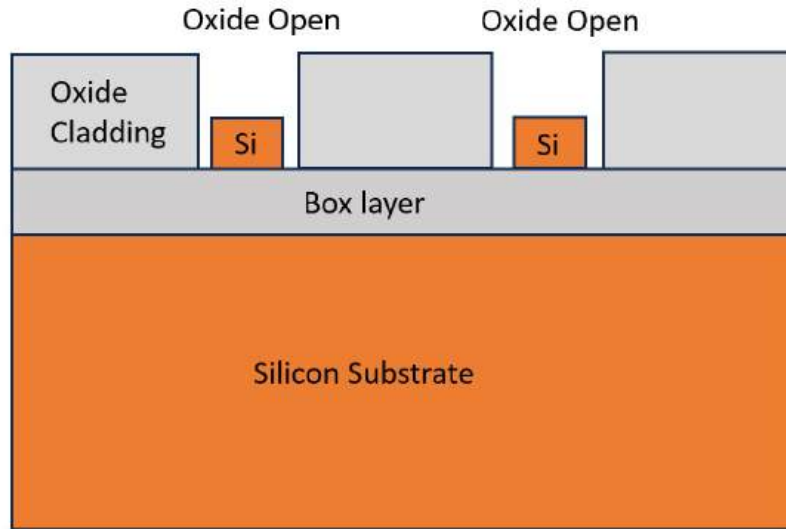 Oxide Open
Oxide Open
Oxide
Cladding
Si
Si
Box layer
Silicon Substrate